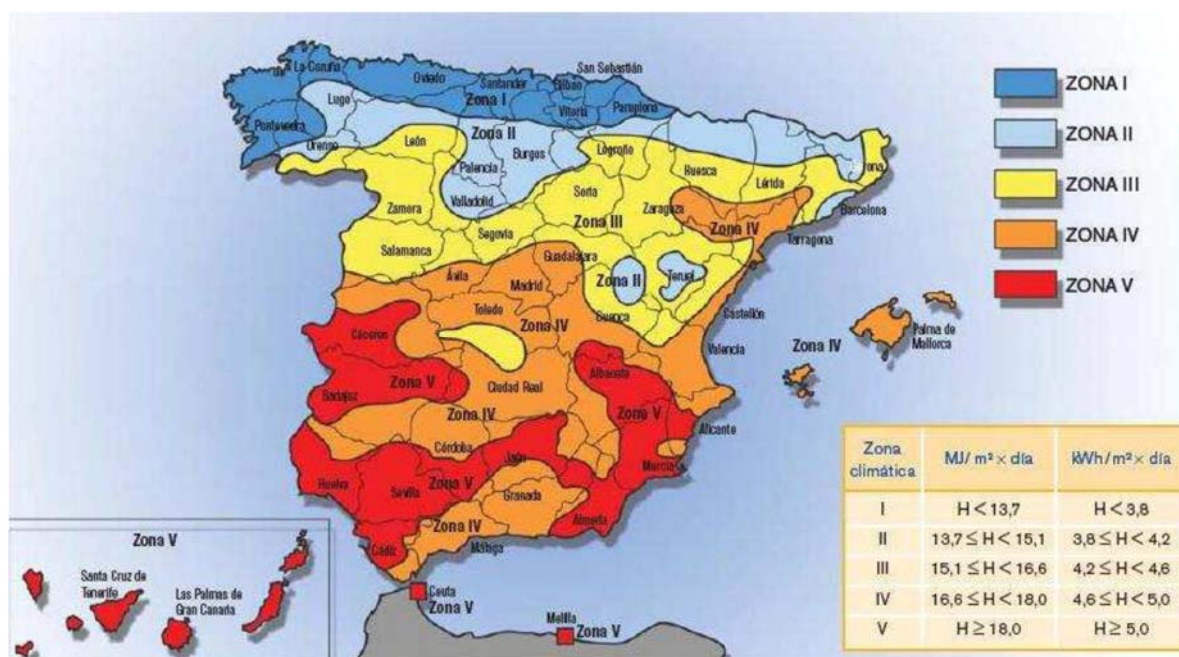 San Sebastián
La Coruña
Oviedo
Santander
Bilbao
Zona I
Vitoria
Pamplona
Lugo
Pontevedra
Orense
León
Zona II
Burgos
Palencia
Logroño
Huesca
Lérida
Valladolid
Soria
Zamora
Zaragoza
Barcelona
Zona III
Zona IV
Segovia
Salamanca
Tarragona
Guadalajara
Ávila
Madrid
Zona II
Teruel
Toledo
Cuenca
Castellón
Zona IV
Cáceres
Valencia
Zona IV
Palma de
Mallorca
Albacete
Zona V
Ciudad Real
Badajoz
Zona IV
Zona V
Alicante
Córdoba
Jaén
Murcia
Huelva
Sevilla
Zona V
Granada
Almería
Zona IV
Cádiz
Málaga
Ceuta
Zona V
Melilla
Zona V
Zona V
Santa Cruz de
Tenerife
Las Palmas de
Gran Canaria
ZONA I
ZONA II
ZONA III
ZONA IV
ZONA V
Zona climática MJ/m² × día kWh/m² × día
I H < 13,7 H < 3,8
II 13,7 ≤ H < 15,1 3,8 ≤ H < 4,2
III 15,1 ≤ H < 16,6 4,2 ≤ H < 4,6
IV 16,6 ≤ H < 18,0 4,6 ≤ H < 5,0
V H ≥ 18,0 H ≥ 5,0